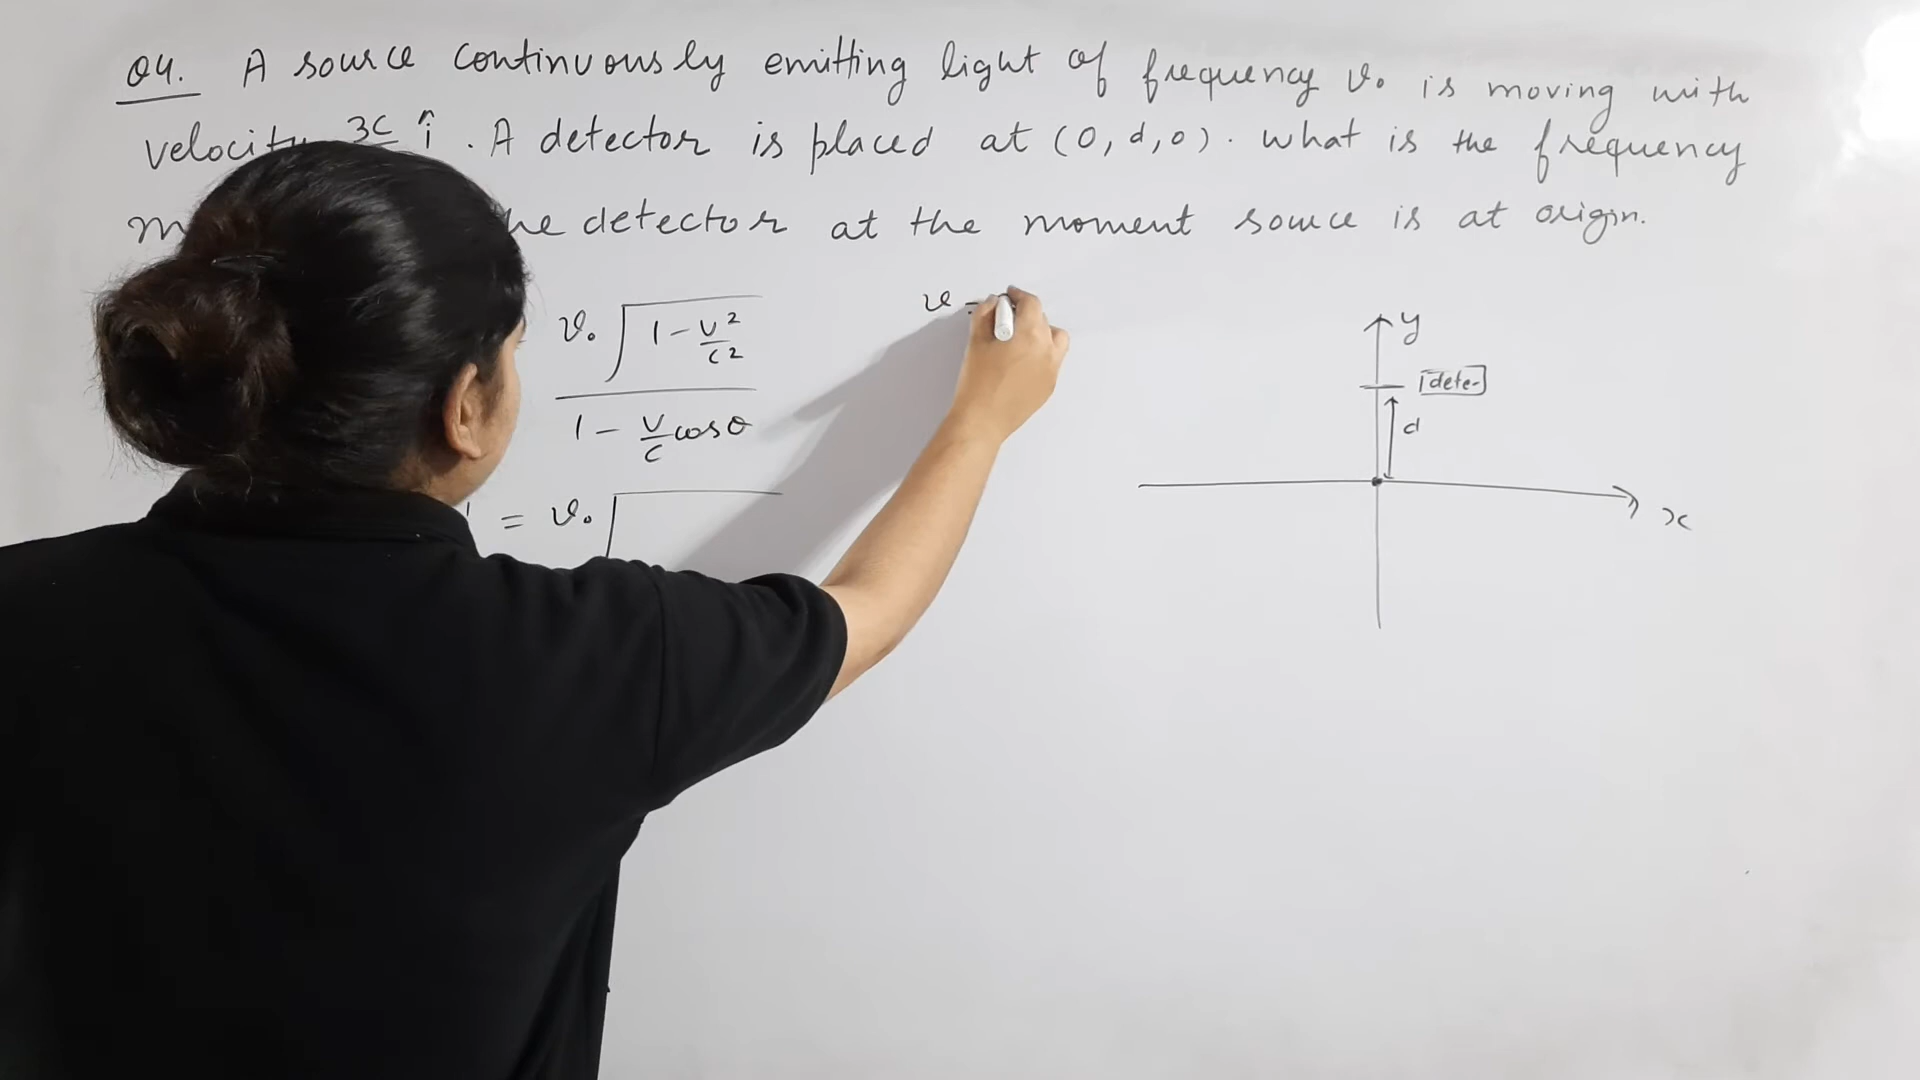 Q4. A source continuously emitting light of frequency ν₀ is moving with
velocity 3c î . A detector is placed at (0, d, 0). What is the frequency
he detector at the moment source is at origin.
ν₀ √1 - v²/c²
1 - v/c cosθ
= ν₀ √
v =
y
dete-
d
x